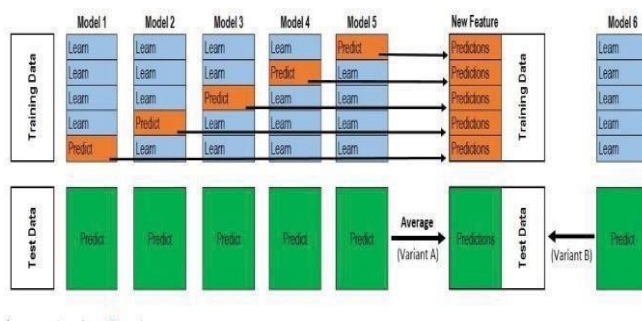 Model 1 Model 2 Model 3 Model 4 Model 5 New Feature Model 6
Training Data
Learn Learn Learn Learn Predict Predictions Learn
Learn Learn Learn Predict Learn Predictions Learn
Learn Learn Predict Learn Learn Predictions Learn
Learn Predict Learn Learn Learn Predictions Learn
Predict Learn Learn Learn Learn Predictions Learn
Training Data
Test Data
Predict Predict Predict Predict Predict
Average
(Variant A)
Predictions
Test Data
(Variant B)
Predict